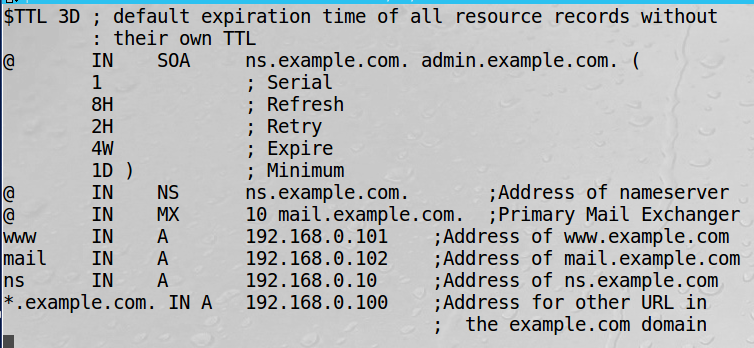 $TTL 3D ; default expiration time of all resource records without
: their own TTL
@ IN SOA ns.example.com. admin.example.com. (
1 ; Serial
8H ; Refresh
2H ; Retry
4W ; Expire
1D ) ; Minimum
@ IN NS ns.example.com. ;Address of nameserver
@ IN MX 10 mail.example.com. ;Primary Mail Exchanger
www IN A 192.168.0.101 ;Address of www.example.com
mail IN A 192.168.0.102 ;Address of mail.example.com
ns IN A 192.168.0.10 ;Address of ns.example.com
*.example.com. IN A 192.168.0.100 ;Address for other URL in
; the example.com domain